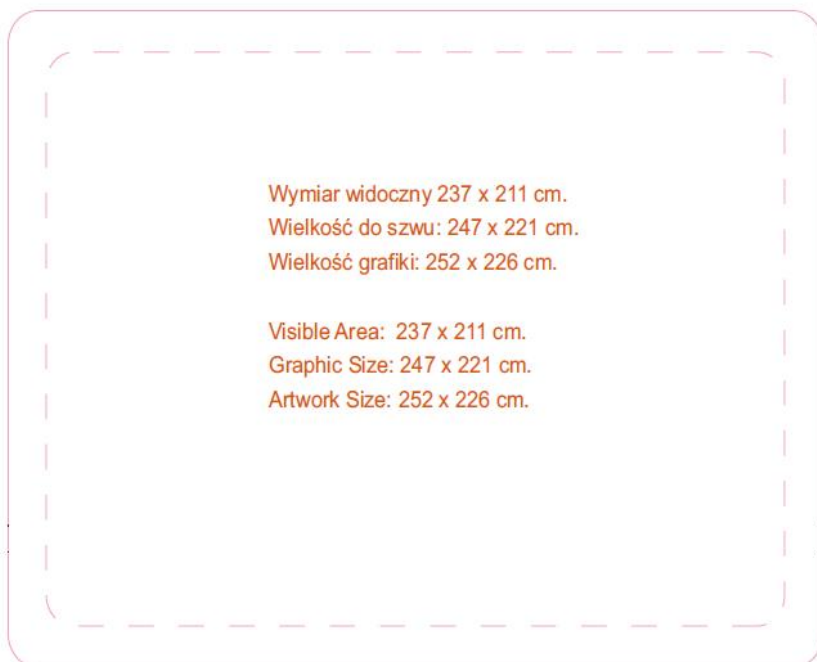 Wymiar widoczny 237 x 211 cm.
Wielkość do szwu: 247 x 221 cm.
Wielkość grafiki: 252 x 226 cm.
Visible Area: 237 x 211 cm.
Graphic Size: 247 x 221 cm.
Artwork Size: 252 x 226 cm.